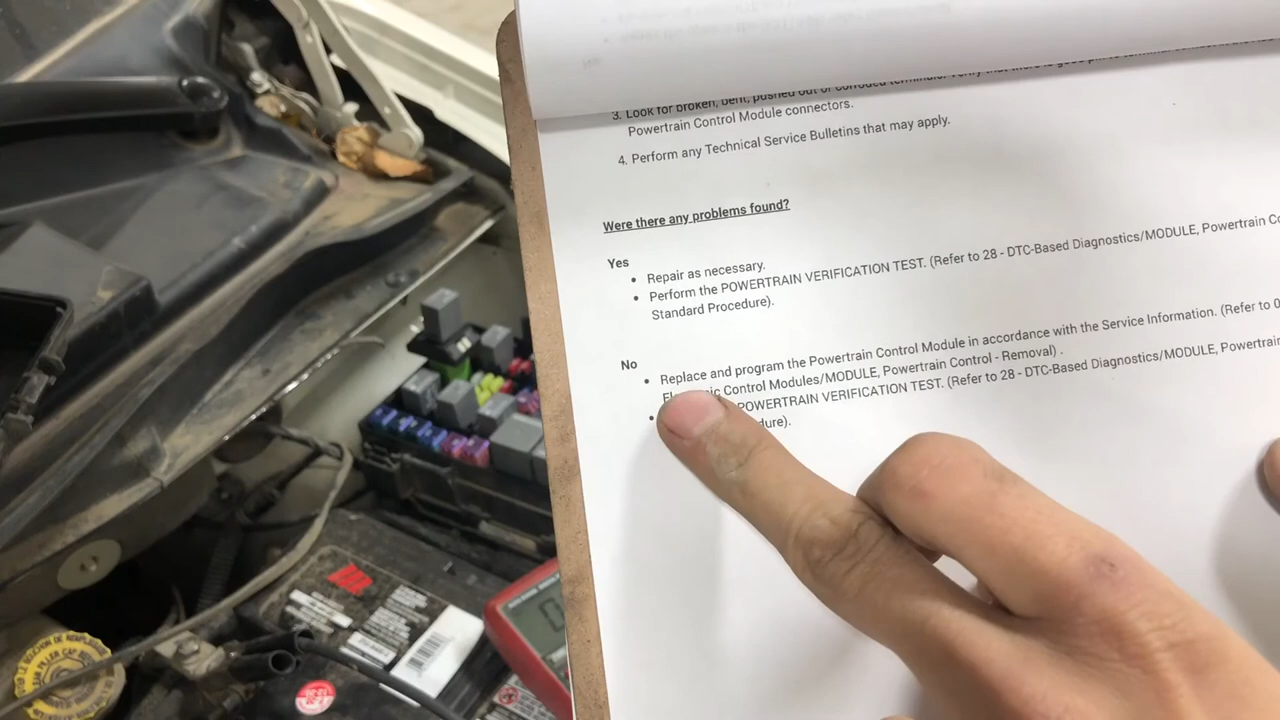 3. Look for broken, bent, pushed out or corroded terminals. Verify that there is good pin to terminal
Powertrain Control Module connectors.
4. Perform any Technical Service Bulletins that may apply.
Were there any problems found?
Yes
• Repair as necessary.
• Perform the POWERTRAIN VERIFICATION TEST. (Refer to 28 - DTC-Based Diagnostics/MODULE, Powertrain Co
Standard Procedure).
No
• Replace and program the Powertrain Control Module in accordance with the Service Information. (Refer to 0
Control Modules/MODULE, Powertrain Control - Removal) .
• POWERTRAIN VERIFICATION TEST. (Refer to 28 - DTC-Based Diagnostics/MODULE, Powertrain
dure).